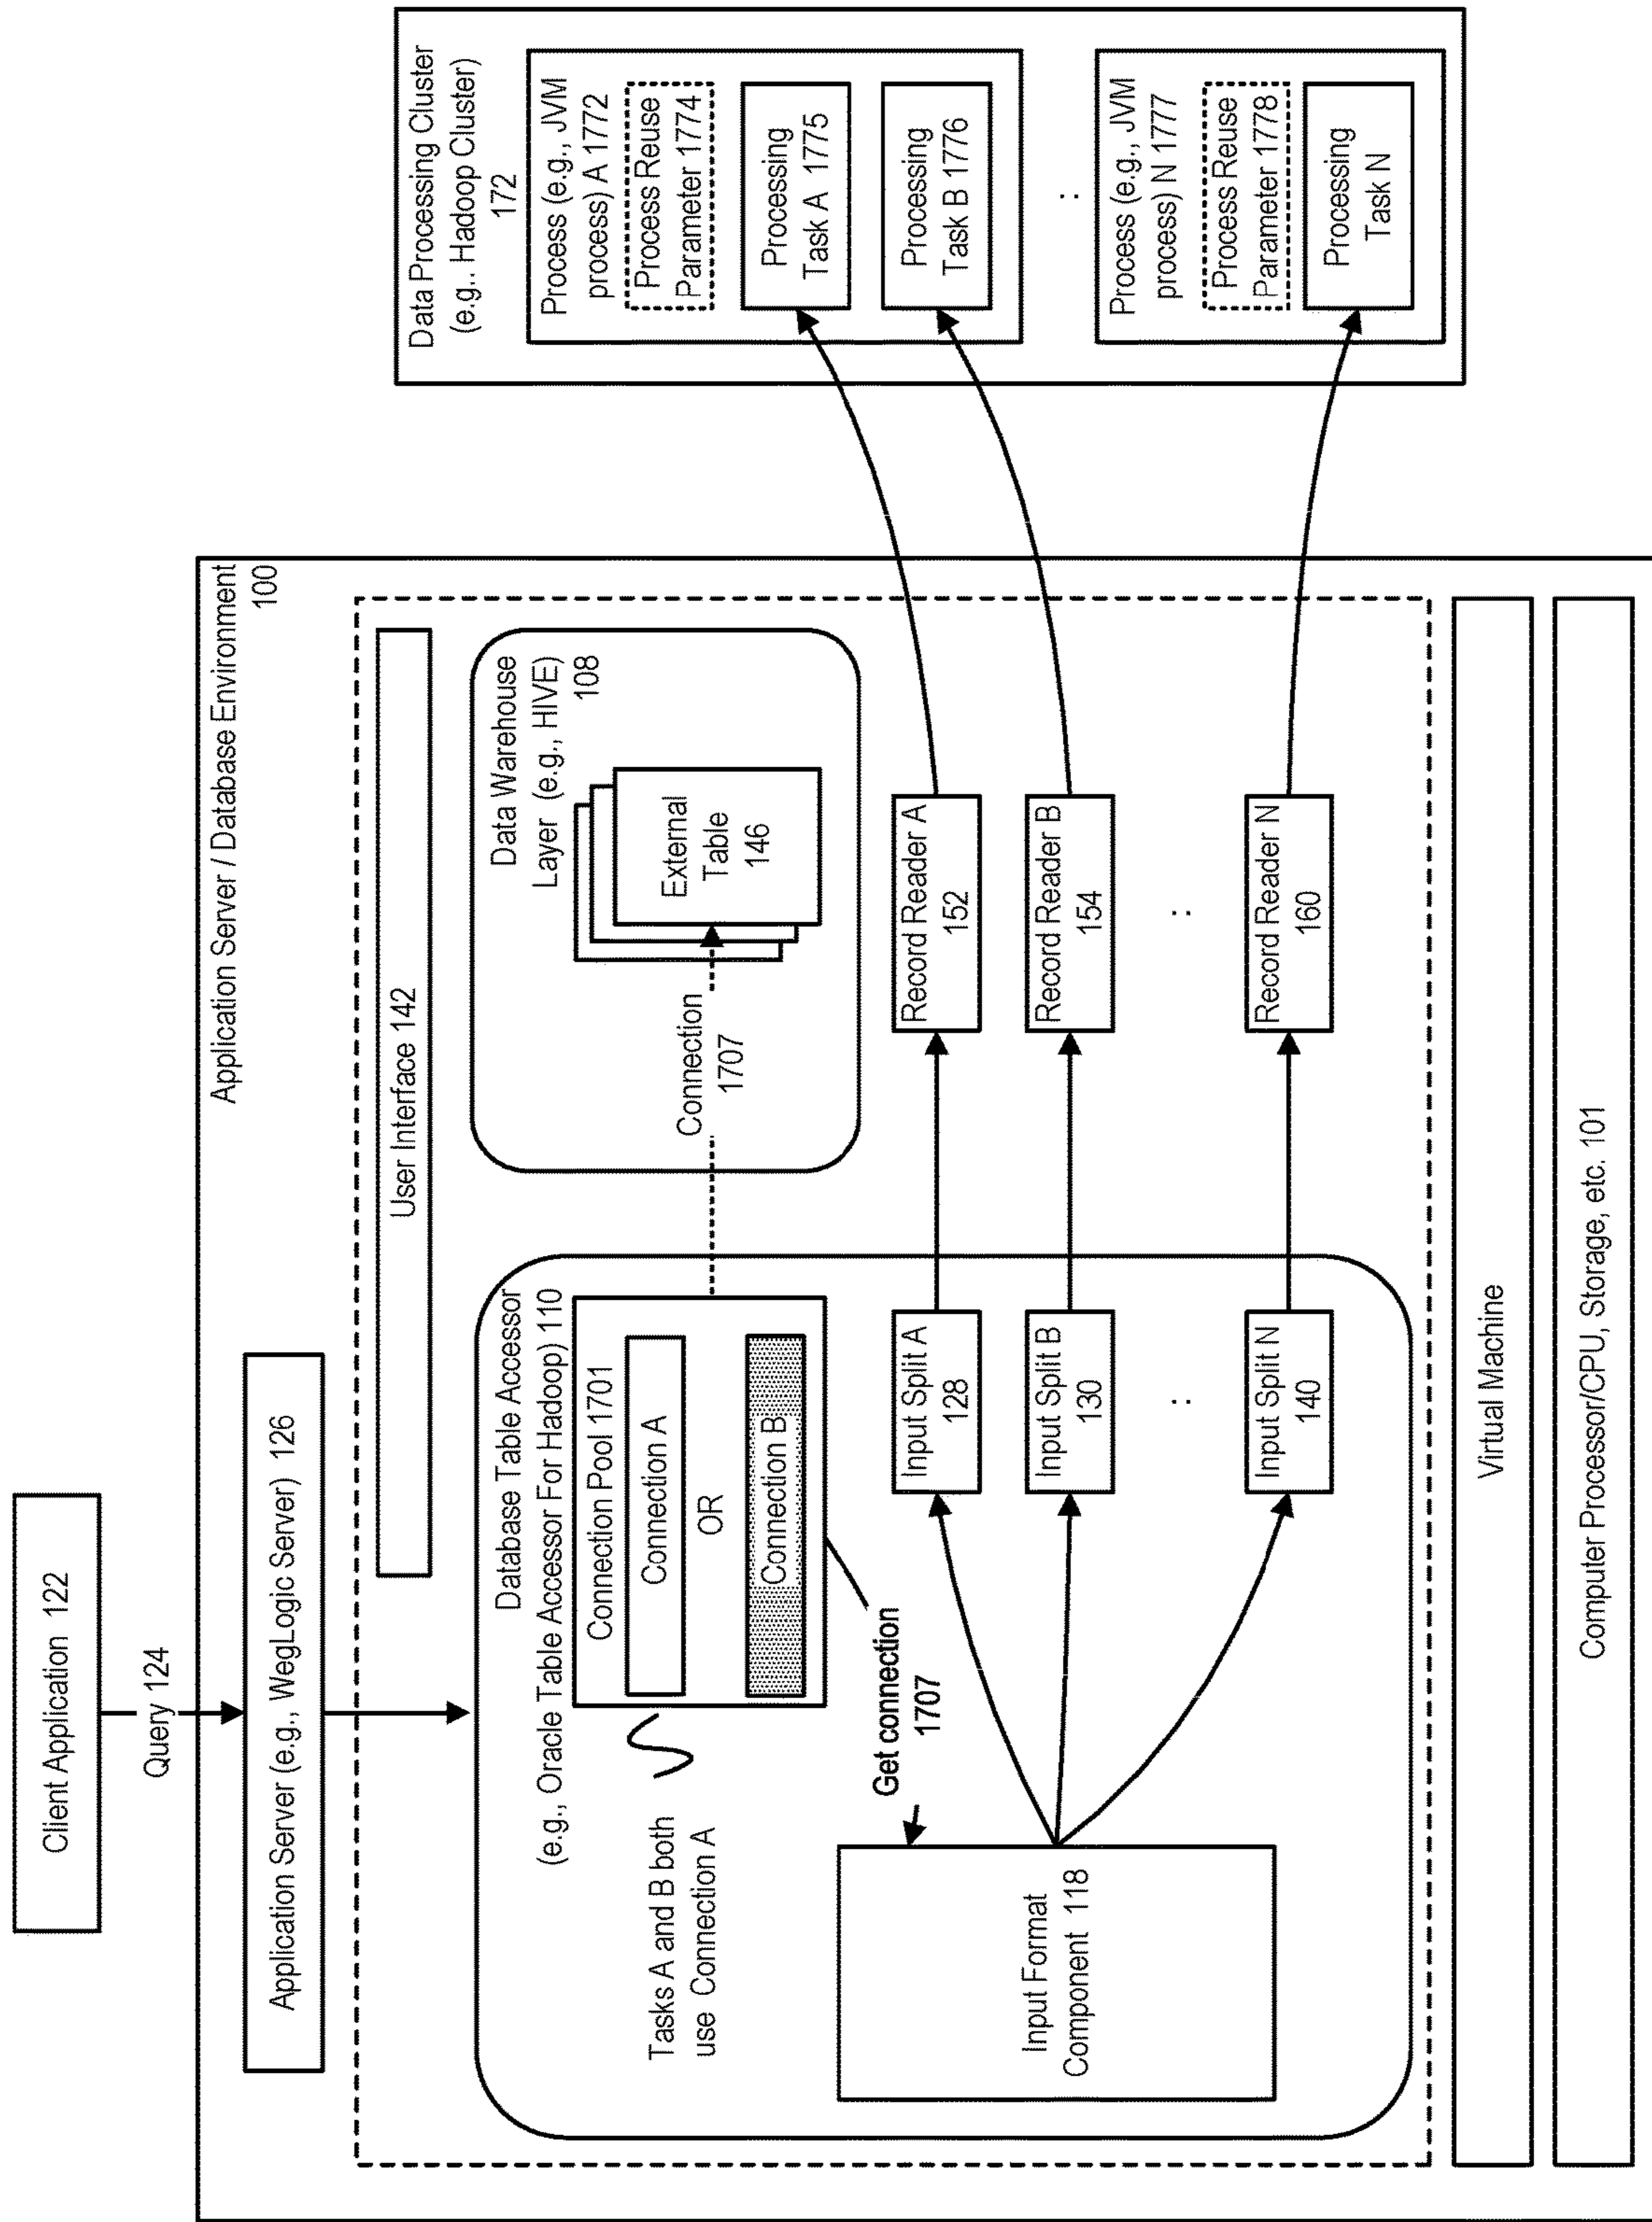 Client Application 122
Query 124
Application Server / Database Environment
100
Application Server (e.g., WegLogic Server) 126
User Interface 142
Database Table Accessor
(e.g., Oracle Table Accessor For Hadoop) 110
Connection Pool 1701
Connection A
OR
Connection B
Tasks A and B both
use Connection A
Get connection
1707
Input Format
Component 118
Input Split A
128
Input Split B
130
:
Input Split N
140
Data Warehouse
Layer (e.g., HIVE)
108
External
Table
146
Connection
1707
Record Reader A
152
Record Reader B
154
:
Record Reader N
160
Virtual Machine
Computer Processor/CPU, Storage, etc. 101
Data Processing Cluster
(e.g.. Hadoop Cluster)
172
Process (e.g., JVM
process) A 1772
Process Reuse
Parameter 1774
Processing
Task A 1775
Processing
Task B 1776
:
Process (e.g., JVM
process) N 1777
Process Reuse
Parameter 1778
Processing
Task N